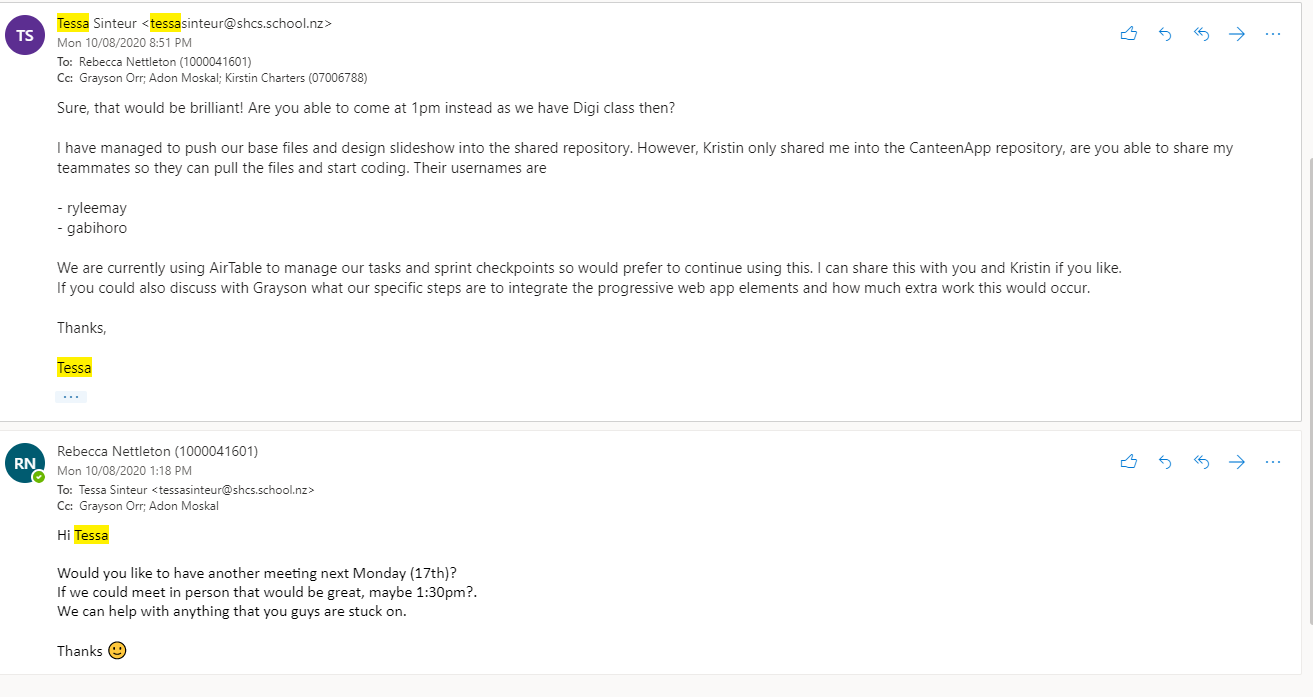 TS
Tessa Sinteur <tessasinteur@shcs.school.nz>
Mon 10/08/2020 8:51 PM
To: Rebecca Nettleton (1000041601)
Cc: Grayson Orr; Adon Moskal; Kirstin Charters (07006788)
Sure, that would be brilliant! Are you able to come at 1pm instead as we have Digi class then?
I have managed to push our base files and design slideshow into the shared repository. However, Kristin only shared me into the CanteenApp repository, are you able to share my
teammates so they can pull the files and start coding. Their usernames are
- ryleemay
- gabihoro
We are currently using AirTable to manage our tasks and sprint checkpoints so would prefer to continue using this. I can share this with you and Kristin if you like.
If you could also discuss with Grayson what our specific steps are to integrate the progressive web app elements and how much extra work this would occur.
Thanks,
Tessa
...
RN
Rebecca Nettleton (1000041601)
Mon 10/08/2020 1:18 PM
To: Tessa Sinteur <tessasinteur@shcs.school.nz>
Cc: Grayson Orr; Adon Moskal
Hi Tessa
Would you like to have another meeting next Monday (17th)?
If we could meet in person that would be great, maybe 1:30pm?.
We can help with anything that you guys are stuck on.
Thanks 🙂